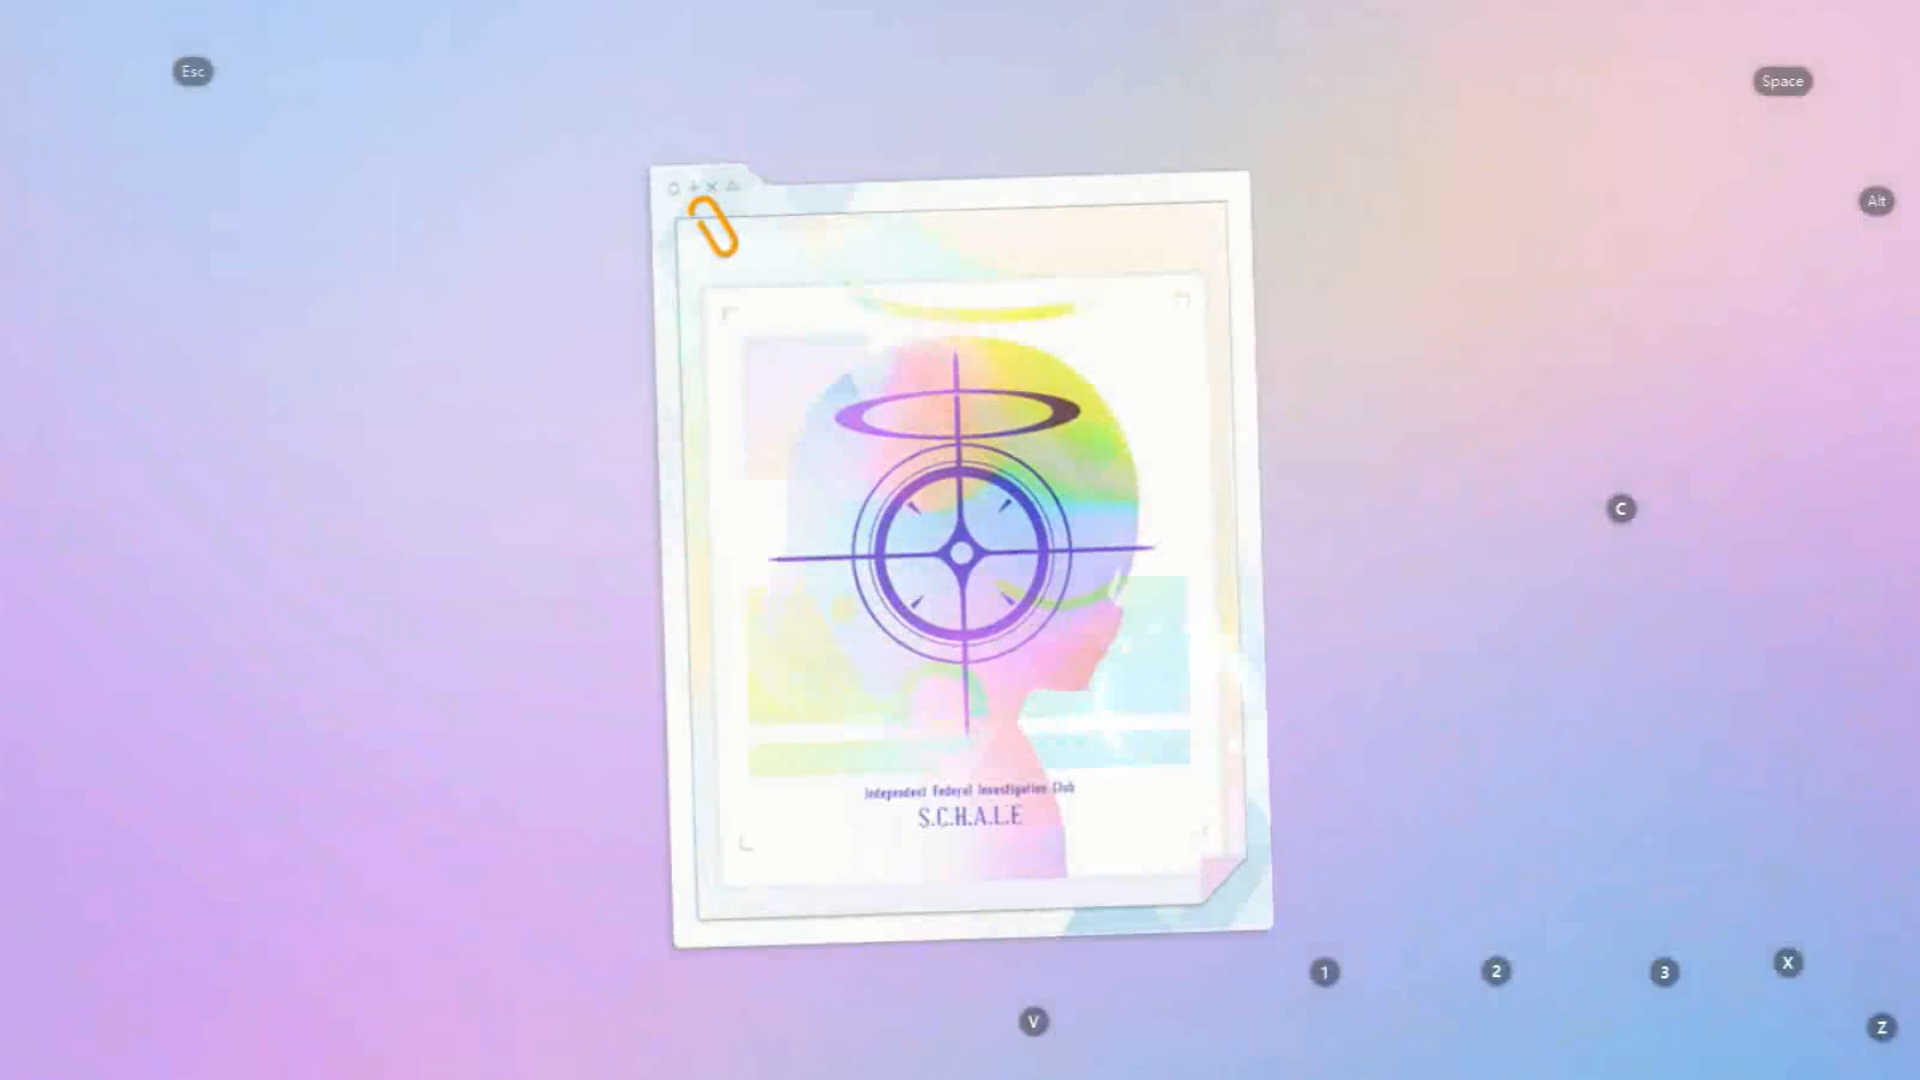 Esc
Space
Alt
C
Independent Federal Investigation Club
S.C.H.A.L.E
1
2
3
X
V
Z